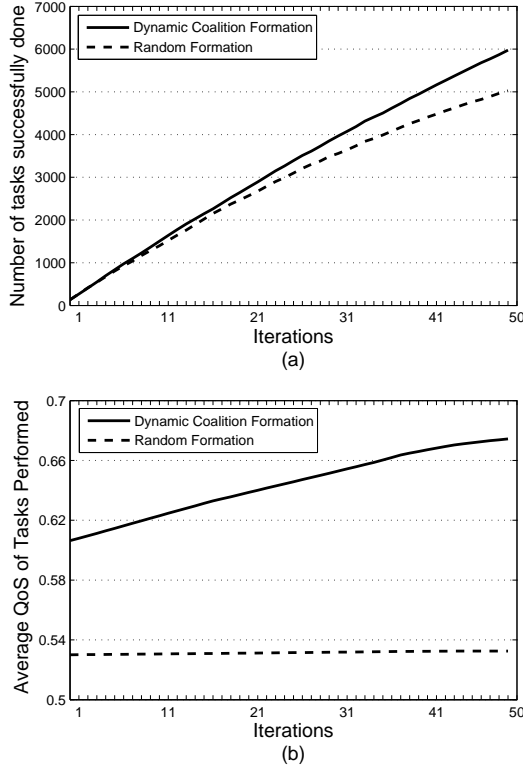 7000
6000
5000
4000
3000
2000
1000
0
Number of tasks successfully done
Dynamic Coalition Formation
Random Formation
1 11 21 31 41 50
Iterations
(a)
0.7
0.66
0.62
0.58
0.54
0.5
Average QoS of Tasks Performed
Dynamic Coalition Formation
Random Formation
1 11 21 31 41 50
Iterations
(b)